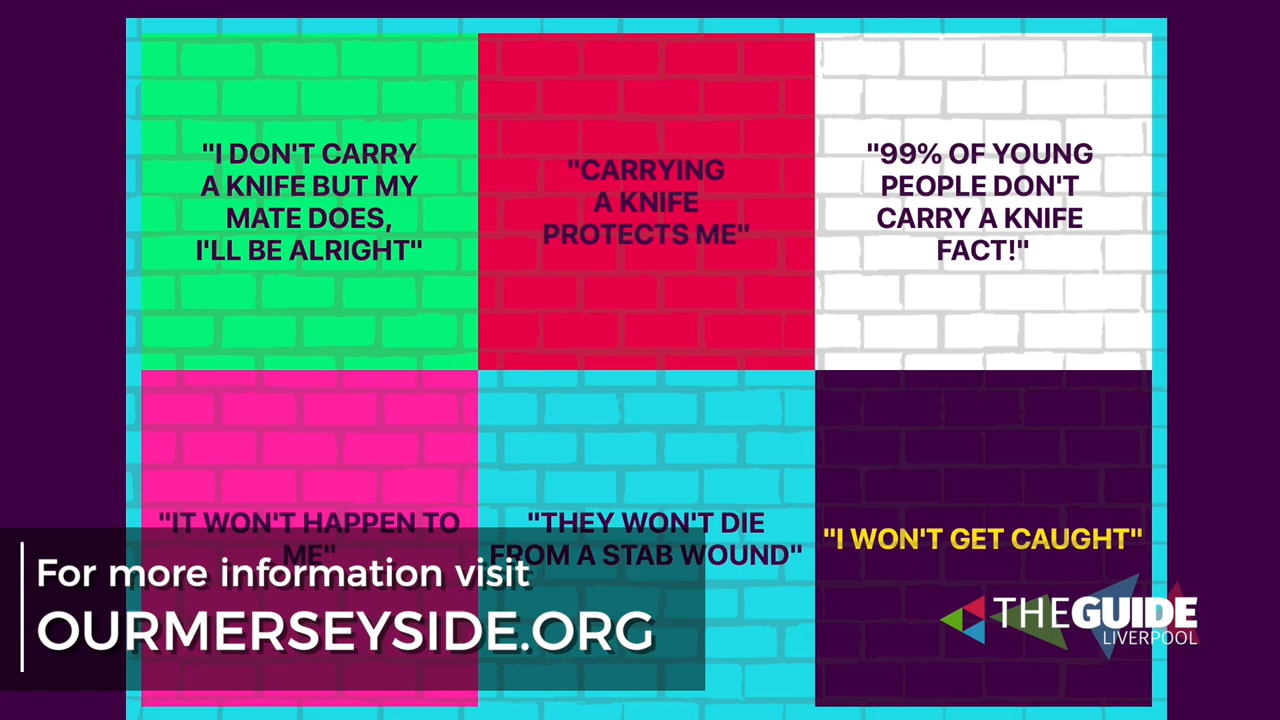 "I DON'T CARRY
A KNIFE BUT MY
MATE DOES,
I'LL BE ALRIGHT"
"CARRYING
A KNIFE
PROTECTS ME"
"99% OF YOUNG
PEOPLE DON'T
CARRY A KNIFE
FACT!"
"IT WON'T HAPPEN TO
ME"
"THEY WON'T DIE
FROM A STAB WOUND"
"I WON'T GET CAUGHT"
For more information visit
OURMERSEYSIDE.ORG
THEGUIDE
LIVERPOOL